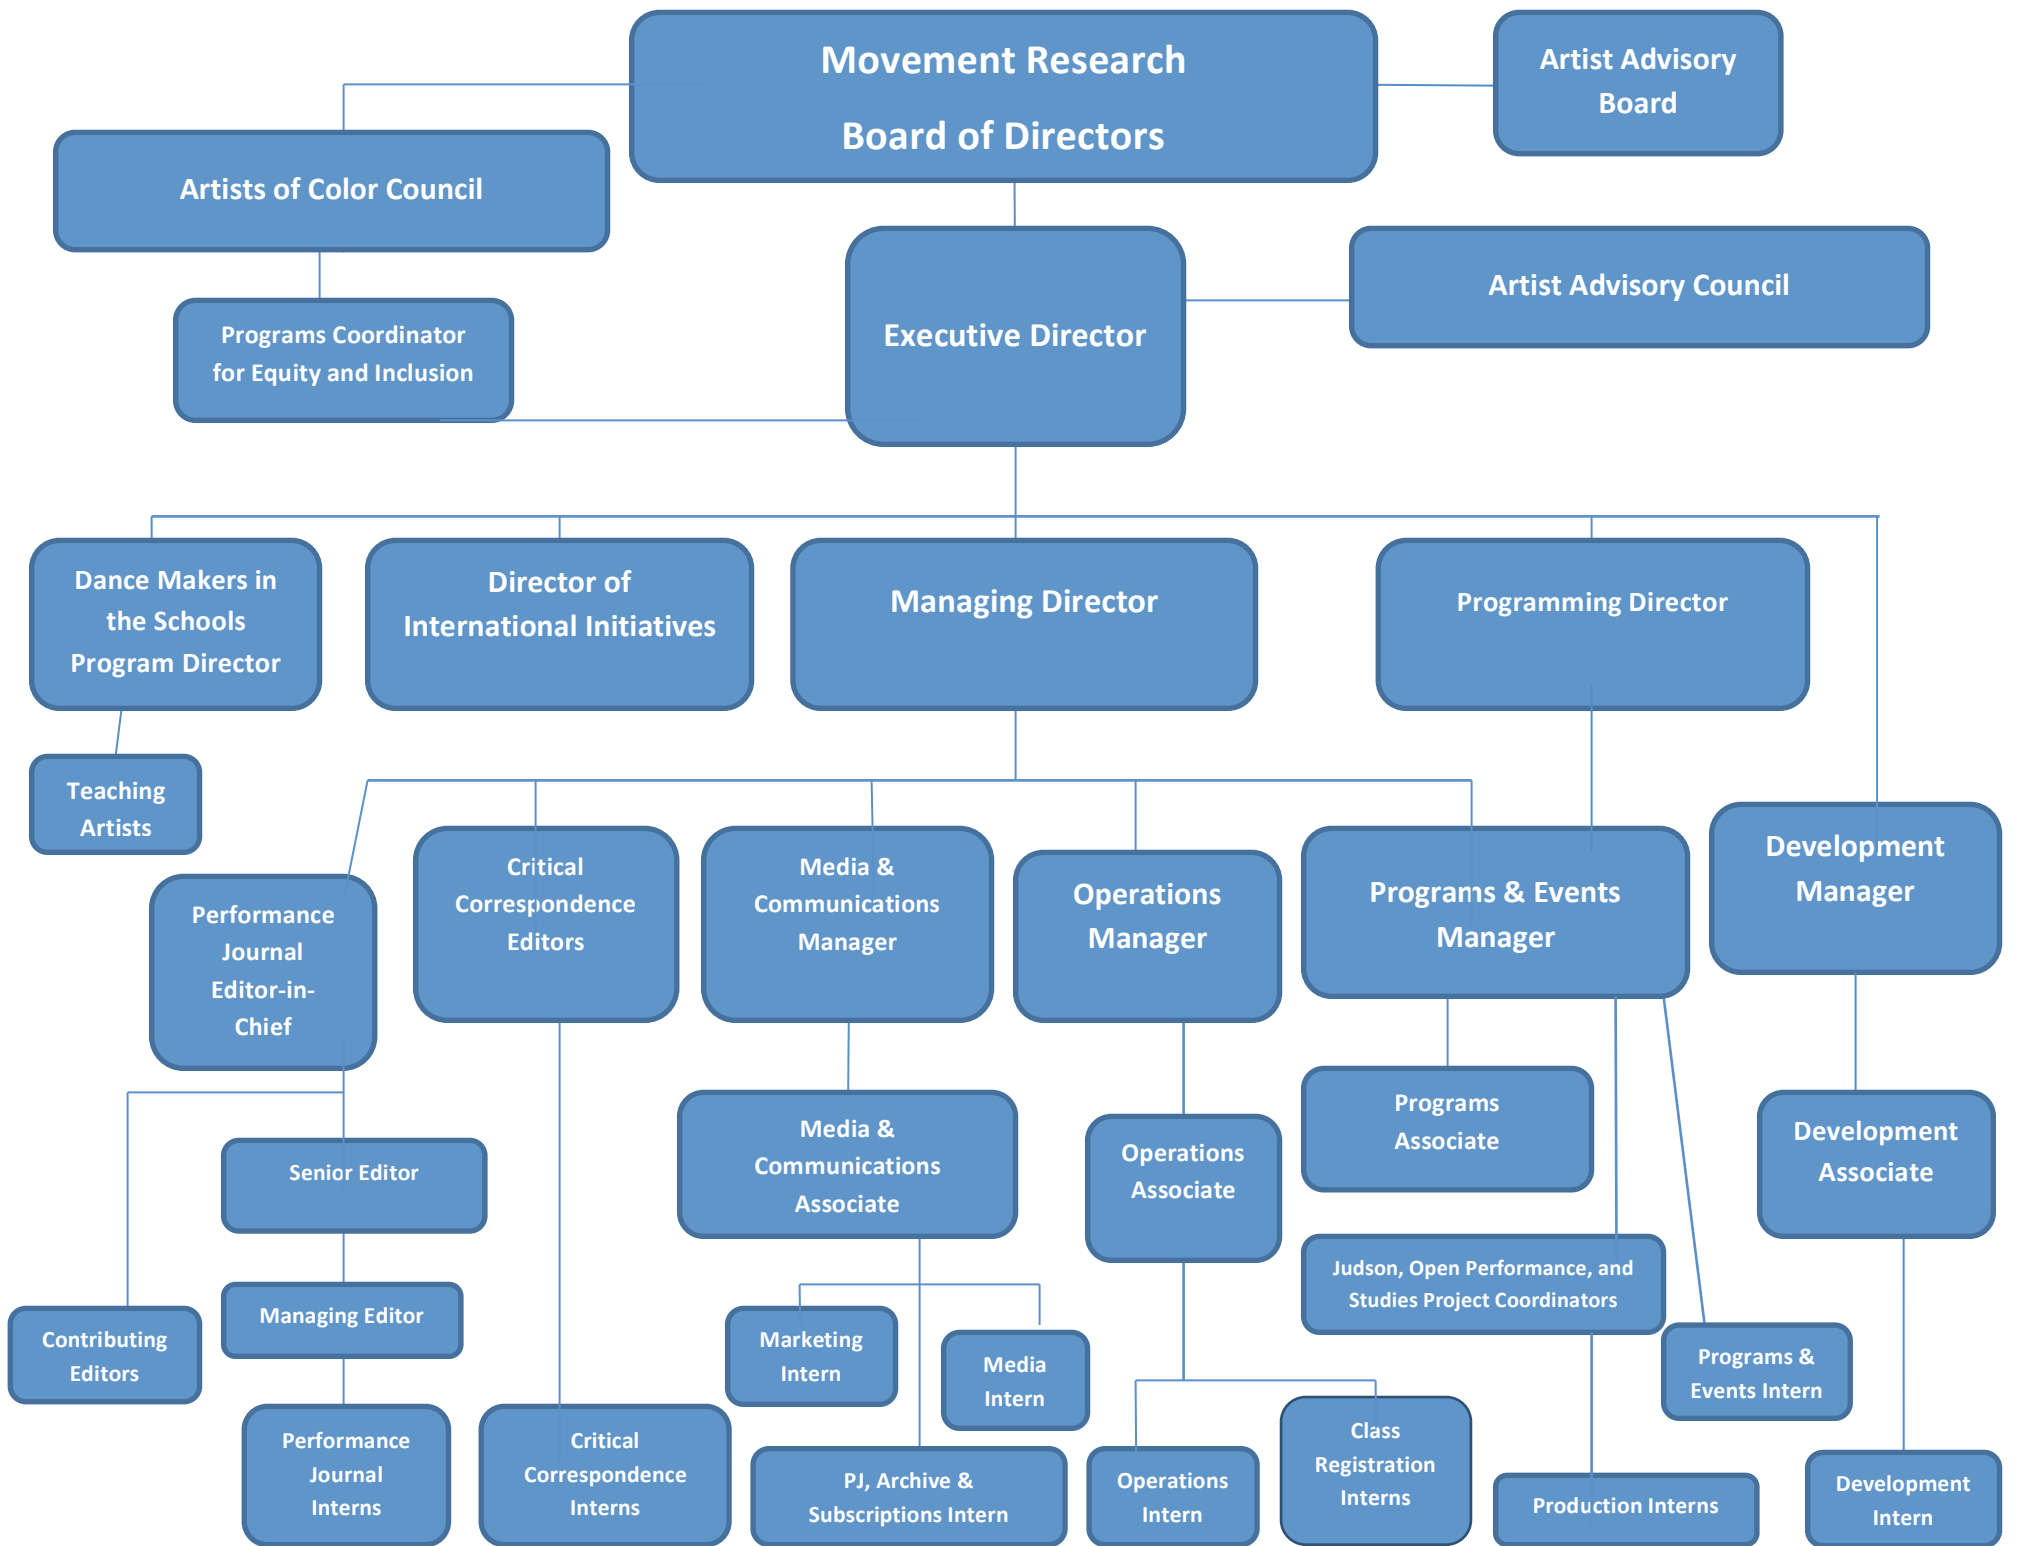 Movement Research
Board of Directors
Artist Advisory
Board
Artists of Color Council
Executive Director
Artist Advisory Council
Programs Coordinator
for Equity and Inclusion
Dance Makers in
the Schools
Program Director
Director of
International Initiatives
Managing Director
Programming Director
Teaching
Artists
Performance
Journal
Editor-in-
Chief
Critical
Correspondence
Editors
Media &
Communications
Manager
Operations
Manager
Programs & Events
Manager
Development
Manager
Senior Editor
Media &
Communications
Associate
Operations
Associate
Programs
Associate
Development
Associate
Contributing
Editors
Managing Editor
Marketing
Intern
Media
Intern
Judson, Open Performance, and
Studies Project Coordinators
Programs &
Events Intern
Performance
Journal
Interns
Critical
Correspondence
Interns
PJ, Archive &
Subscriptions Intern
Operations
Intern
Class
Registration
Interns
Production Interns
Development
Intern